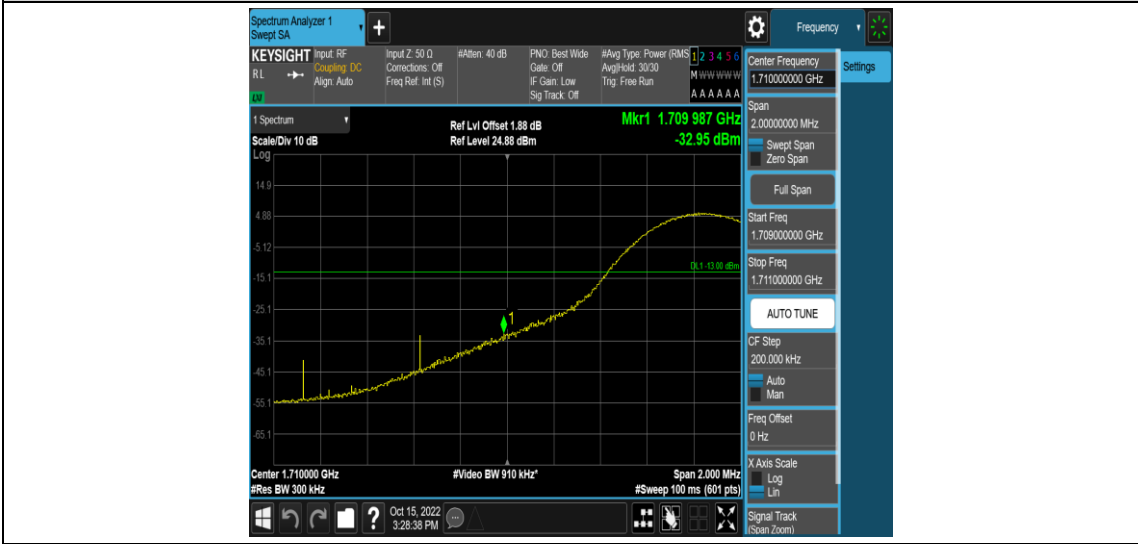 Spectrum Analyzer 1
Swept SA
+
Frequency
KEYSIGHT
RL
Input: RF
Coupling: DC
Align: Auto
Input Z: 50 Ω
Corrections: Off
Freq Ref: Int (S)
#Atten: 40 dB
PNO: Best Wide
Gate: Off
IF Gain: Low
Sig Track: Off
#Avg Type: Power (RMS
Avg|Hold: 30/30
Trig: Free Run
1 2 3 4 5 6
M W W W W W
A A A A A A
1 Spectrum
Scale/Div 10 dB
Ref Lvl Offset 1.88 dB
Ref Level 24.88 dBm
Mkr1 1.709 987 GHz
-32.95 dBm
Log
14.9
4.88
-5.12
-15.1
-25.1
-35.1
-45.1
-55.1
-65.1
DL1 -13.00 dBm
1
Center 1.710000 GHz
#Res BW 300 kHz
#Video BW 910 kHz*
Span 2.000 MHz
#Sweep 100 ms (601 pts)
?
Oct 15, 2022
3:28:38 PM
Center Frequency
1.710000000 GHz
Settings
Span
2.00000000 MHz
Swept Span
Zero Span
Full Span
Start Freq
1.709000000 GHz
Stop Freq
1.711000000 GHz
AUTO TUNE
CF Step
200.000 kHz
Auto
Man
Freq Offset
0 Hz
X Axis Scale
Log
Lin
Signal Track
(Span Zoom)